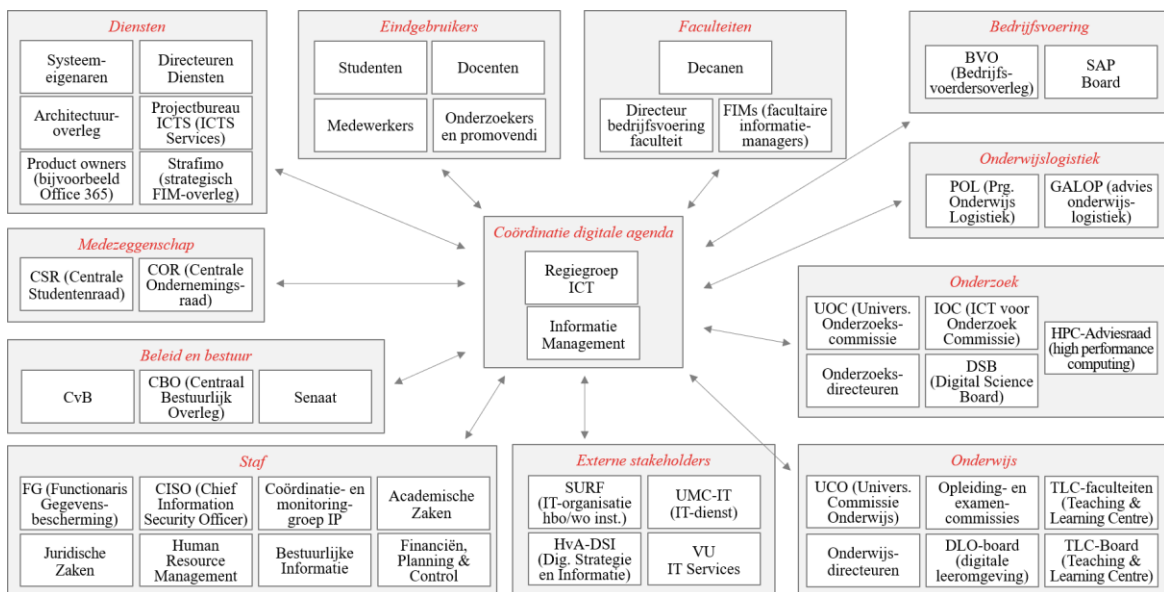 Diensten
Systeem-
eigenaren
Directeuren
Diensten
Architectuur-
overleg
Projectbureau
ICTS (ICTS
Services)
Product owners
(bijvoorbeeld
Office 365)
Strafimo
(strategisch
FIM-overleg)
Eindgebruikers
Studenten
Docenten
Medewerkers
Onderzoekers
en promovendi
Faculteiten
Decanen
Directeur
bedrijfsvoering
faculteit
FIMs (facultaire
informatie-
managers)
Bedrijfsvoering
BVO
(Bedrijfs-
voerdersoverleg)
SAP
Board
Onderwijslogistiek
POL (Prg.
Onderwijs
Logistiek)
GALOP (advies
onderwijs-
logistiek)
Medezeggenschap
CSR (Centrale
Studentenraad)
COR (Centrale
Ondernemings-
raad)
Coördinatie digitale agenda
Regiegroep
ICT
Informatie
Management
Onderzoek
UOC (Univers.
Onderzoeks-
commissie
IOC (ICT voor
Onderzoek
Commissie)
HPC-Adviesraad
(high performance
computing)
Onderzoeks-
directeuren
DSB
(Digital Science
Board)
Beleid en bestuur
CvB
CBO (Centraal
Bestuurlijk
Overleg)
Senaat
Staf
FG (Functionaris
Gegevens-
bescherming)
CISO (Chief
Information
Security Officer)
Coördinatie- en
monitoring-
groep IP
Academische
Zaken
Juridische
Zaken
Human
Resource
Management
Bestuurlijke
Informatie
Financiën,
Planning &
Control
Externe stakeholders
SURF
(IT-organisatie
hbo/wo inst.)
UMC-IT
(IT-dienst)
HvA-DSI
(Dig. Strategie
en Informatie)
VU
IT Services
Onderwijs
UCO (Univers.
Commissie
Onderwijs)
Opleiding- en
examen-
commissies
TLC-faculteiten
(Teaching &
Learning Centre)
Onderwijs-
directeuren
DLO-board
(digitale
leeromgeving)
TLC-Board
(Teaching &
Learning Centre)